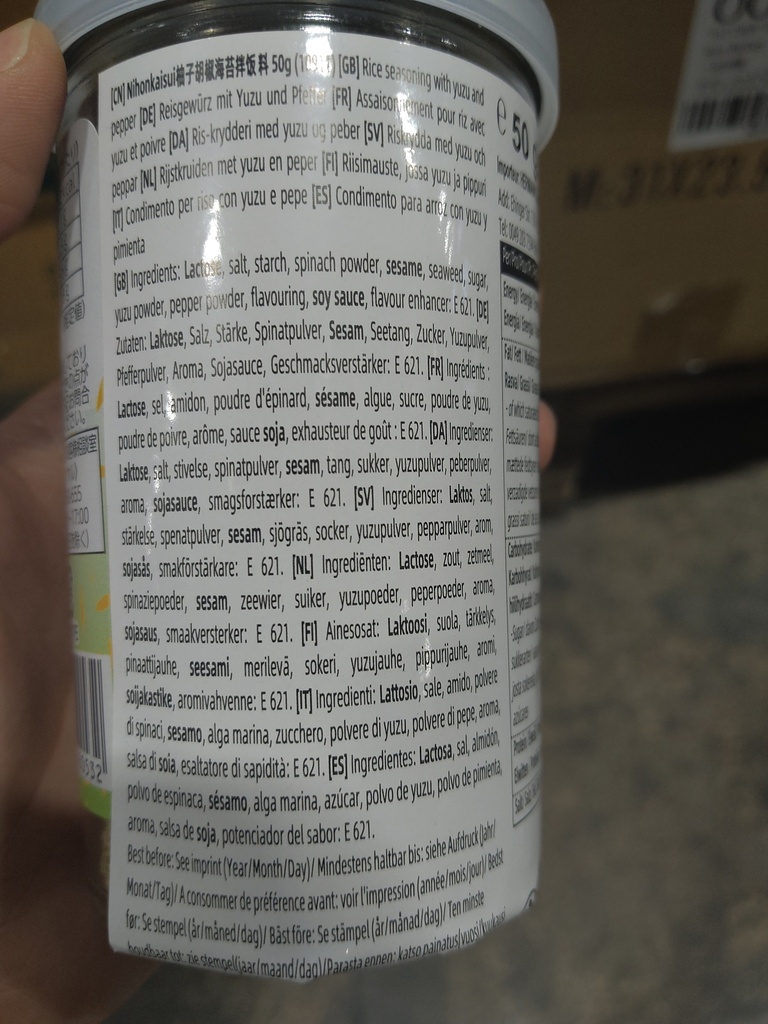 [CN] Nihonkaisui柚子胡椒海苔拌饭料 50g [GB] Rice seasoning with yuzu and
pepper [DE] Reisgewürz mit Yuzu und Pfeffer [FR] Assaisonnement pour riz avec
yuzu et poivre [DA] Ris-krydderi med yuzu og peber [SV] Riskrydda med yuzu och
peppar [NL] Rijstkruiden met yuzu en peper [FI] Riisimauste, jossa yuzu ja pippuri
[IT] Condimento per riso con yuzu e pepe [ES] Condimento para arroz con yuzu y
pimienta
[GB] Ingredients: Lactose, salt, starch, spinach powder, sesame, seaweed, sugar,
yuzu powder, pepper powder, flavouring, soy sauce, flavour enhancer: E 621. [DE]
Zutaten: Laktose, Salz, Stärke, Spinatpulver, Sesam, Seetang, Zucker, Yuzupulver,
Pfefferpulver, Aroma, Sojasauce, Geschmacksverstärker: E 621. [FR] Ingrédients :
Lactose, sel, amidon, poudre d'épinard, sésame, algue, sucre, poudre de yuzu,
poudre de poivre, arôme, sauce soja, exhausteur de goût : E 621. [DA] Ingredienser:
Laktose, salt, stivelse, spinatpulver, sesam, tang, sukker, yuzupulver, peberpulver,
aroma, sojasauce, smagsforstærker: E 621. [SV] Ingredienser: Laktos, salt,
stärkelse, spenatpulver, sesam, sjögräs, socker, yuzupulver, pepparpulver, arom,
sojasås, smakförstärkare: E 621. [NL] Ingrediënten: Lactose, zout, zetmeel,
spinaziepoeder, sesam, zeewier, suiker, yuzupoeder, peperpoeder, aroma,
sojasaus, smaakversterker: E 621. [FI] Ainesosat: Laktoosi, suola, tärkkelys,
pinaattijauhe, seesami, merilevä, sokeri, yuzujauhe, pippurijauhe, aromi,
soijakastike, aromivahvenne: E 621. [IT] Ingredienti: Lattosio, sale, amido, polvere
di spinaci, sesamo, alga marina, zucchero, polvere di yuzu, polvere di pepe, aroma,
salsa di soia, esaltatore di sapidità: E 621. [ES] Ingredientes: Lactosa, sal, almidón,
polvo de espinaca, sésamo, alga marina, azúcar, polvo de yuzu, polvo de pimienta,
aroma, salsa de soja, potenciador del sabor: E 621.
Best before: See imprint (Year/Month/Day)/ Mindestens haltbar bis: siehe Aufdruck (Jahr/
Monat/Tag)/ A consommer de préférence avant: voir l'impression (année/mois/jour)/ Bedst
før: Se stempel (år/måned/dag)/ Bäst före: Se stämpel (år/månad/dag)/ Ten minste
houdbaar tot: zie stempel(jaar/maand/dag)/Parasta ennen: katso painatus
e 50
Carbohydrate
0532
M: 31X23.